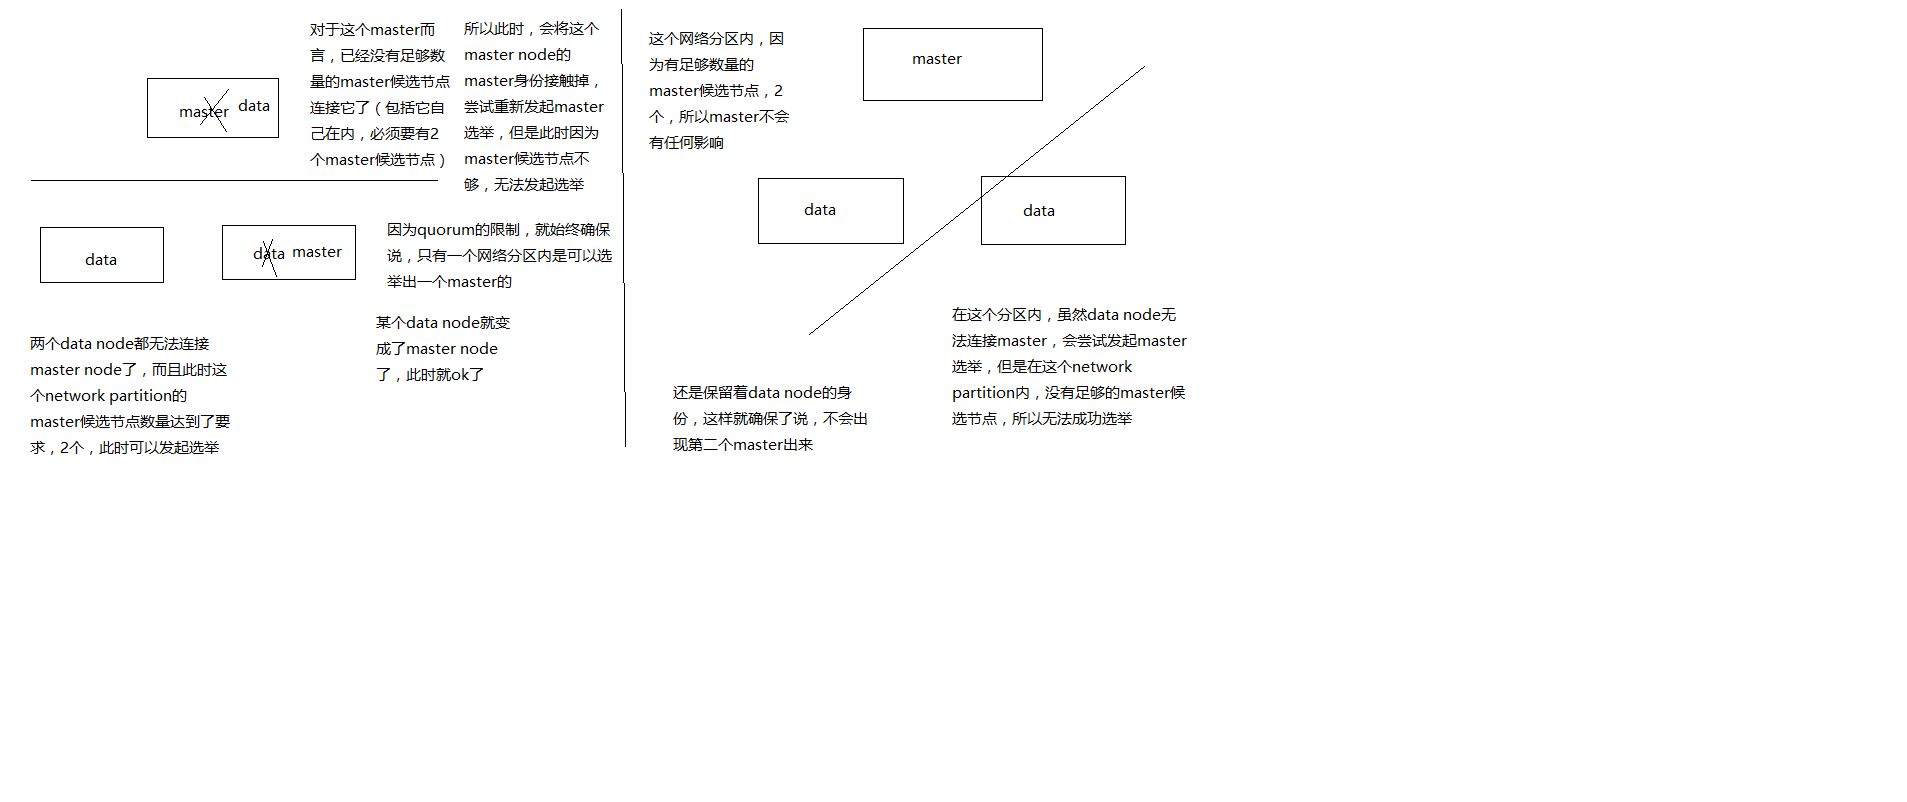 对于这个master而
言，已经没有足够数
量的master候选节点
连接它了（包括它自
己在内，必须要有2
个master候选节点）
所以此时，会将这个
master node的
master身份接触掉，
尝试重新发起master
选举，但是此时因为
master候选节点不
够，无法发起选举
master
data
data
data
master
因为quorum的限制，就始终确保
说，只有一个网络分区内是可以选
举出一个master的
某个data node就变
成了master node
了，此时就ok了
两个data node都无法连接
master node了，而且此时这
个network partition的
master候选节点数量达到了要
求，2个，此时可以发起选举
这个网络分区内，因
为有足够数量的
master候选节点，2
个，所以master不会
有任何影响
master
data
data
在这个分区内，虽然data node无
法连接master，会尝试发起master
选举，但是在这个network
partition内，没有足够的master候
选节点，所以无法成功选举
还是保留着data node的身
份，这样就确保了说，不会出
现第二个master出来